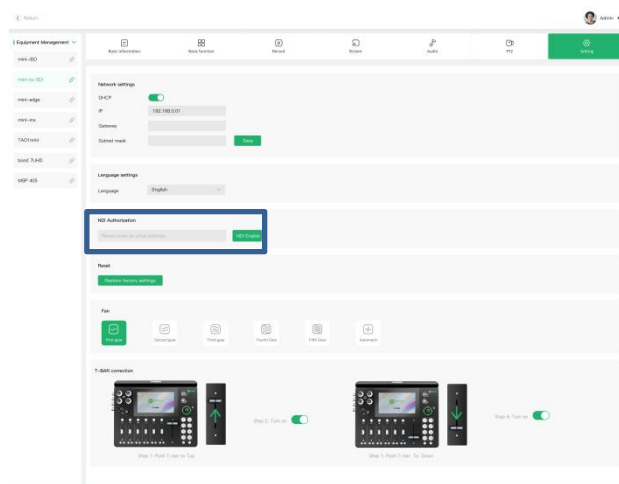 Return
Admin
Equipment Management
mini-ISO
mini-iso SDI
mini-edge
mini-mx
TAO1mini
bond 7UHD
MSP 405
Basic Information
Basic function
Record
Stream
Audio
PTZ
Setting
Network settings
DHCP
IP
192.168.0.01
Gateway
Subnet mask
Save
Language settings
Language
English
NDI Authorization
Please enter an email address
NDI Enable
Reset
Restore factory settings
Fan
First gear
Second gear
Third gear
Fourth Gear
Fifth Gear
Automatic
T-BAR correction
Step 2: Turn on
Step 1: Push T-bar to Top
Step 4: Turn on
Step 1: Push T-bar To Down